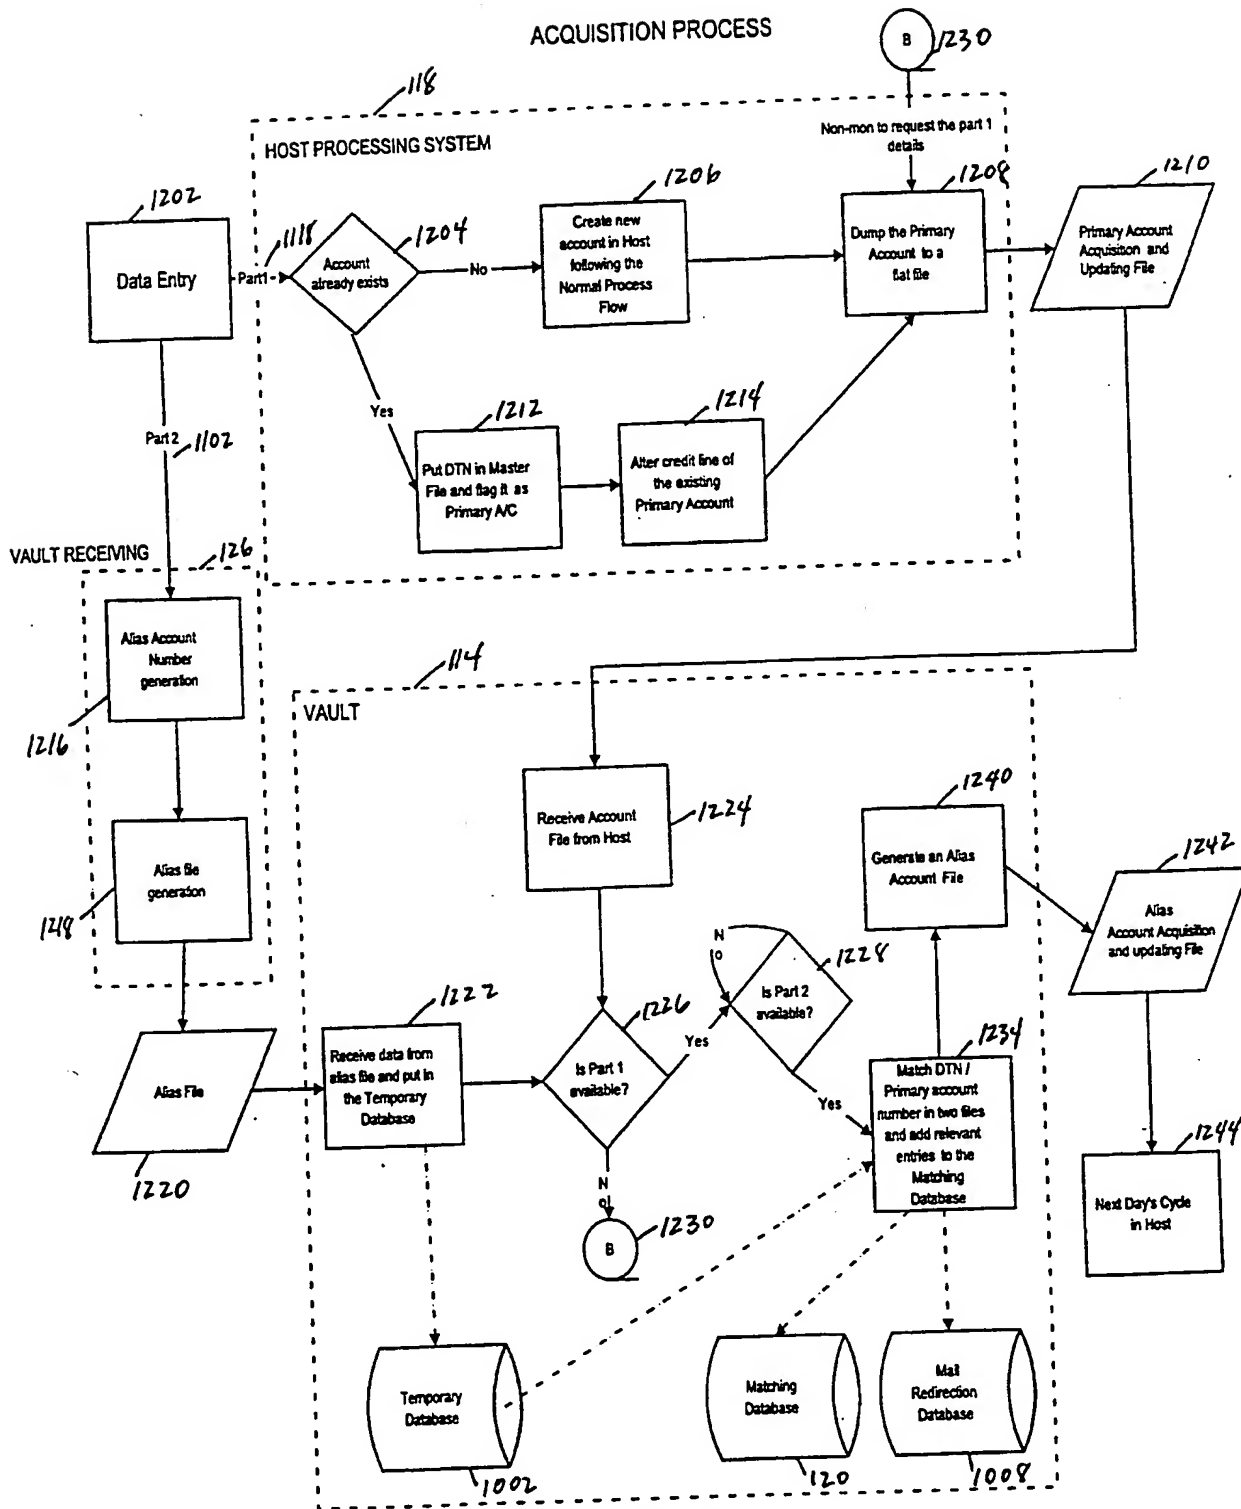 ACQUISITION PROCESS
B
1230
118
HOST PROCESSING SYSTEM
Non-mon to request the part 1
details
1202
1118
1204
1206
1208
1210
Data Entry
Part1
Account
already exists
No
Create new
account in Host
following the
Normal Process
Flow
Dump the Primary
Account to a
flat file
Primary Account
Acquisition and
Updating File
Yes
1212
1214
Part 2
1102
Put DTN in Master
File and flag it as
Primary A/C
Alter credit line of
the existing
Primary Account
VAULT RECEIVING
126
Alias Account
Number
generation
1216
114
VAULT
Alias file
generation
1218
Receive Account
File from Host
1224
1240
Generate an Alias
Account File
1242
Alias
Account Acquisition
and updating File
1222
1226
N
o
1228
Is Part 2
available?
Yes
1234
Alias File
1220
Receive data from
alias file and put in
the Temporary
Database
Is Part 1
available?
Yes
Match DTN /
Primary account
number in two files
and add relevant
entries to the
Matching
Database
1244
Next Day's Cycle
in Host
N
o
B
1230
Temporary
Database
1002
Matching
Database
120
Mail
Redirection
Database
1008